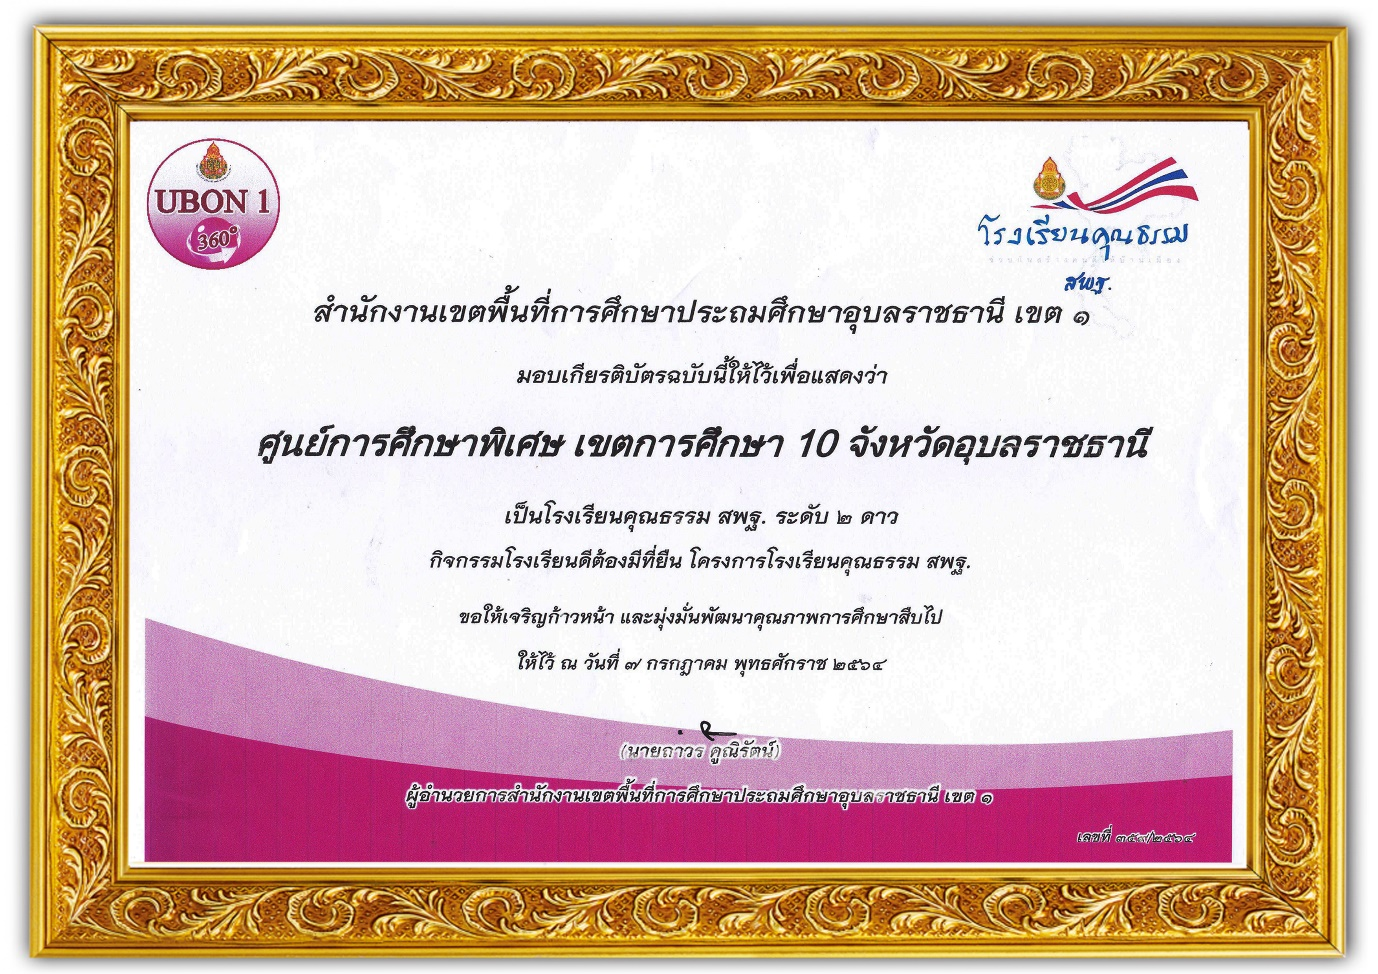 UBON 1
360°
โรงเรียนคุณธรรม
สพฐ.
สำนักงานเขตพื้นที่การศึกษาประถมศึกษาอุบลราชธานี เขต ๑
มอบเกียรติบัตรฉบับนี้ให้ไว้เพื่อแสดงว่า
ศูนย์การศึกษาพิเศษ เขตการศึกษา 10 จังหวัดอุบลราชธานี
เป็นโรงเรียนคุณธรรม สพฐ. ระดับ ๒ ดาว
กิจกรรมโรงเรียนดีต้องมีที่ยืน โครงการโรงเรียนคุณธรรม สพฐ.
ขอให้เจริญก้าวหน้า และมุ่งมั่นพัฒนาคุณภาพการศึกษาสืบไป
ให้ไว้ ณ วันที่ ๗ กรกฎาคม พุทธศักราช ๒๕๖๔
(นายถาวร คูณิรัตน์)
ผู้อำนวยการสำนักงานเขตพื้นที่การศึกษาประถมศึกษาอุบลราชธานี เขต ๑
เลขที่